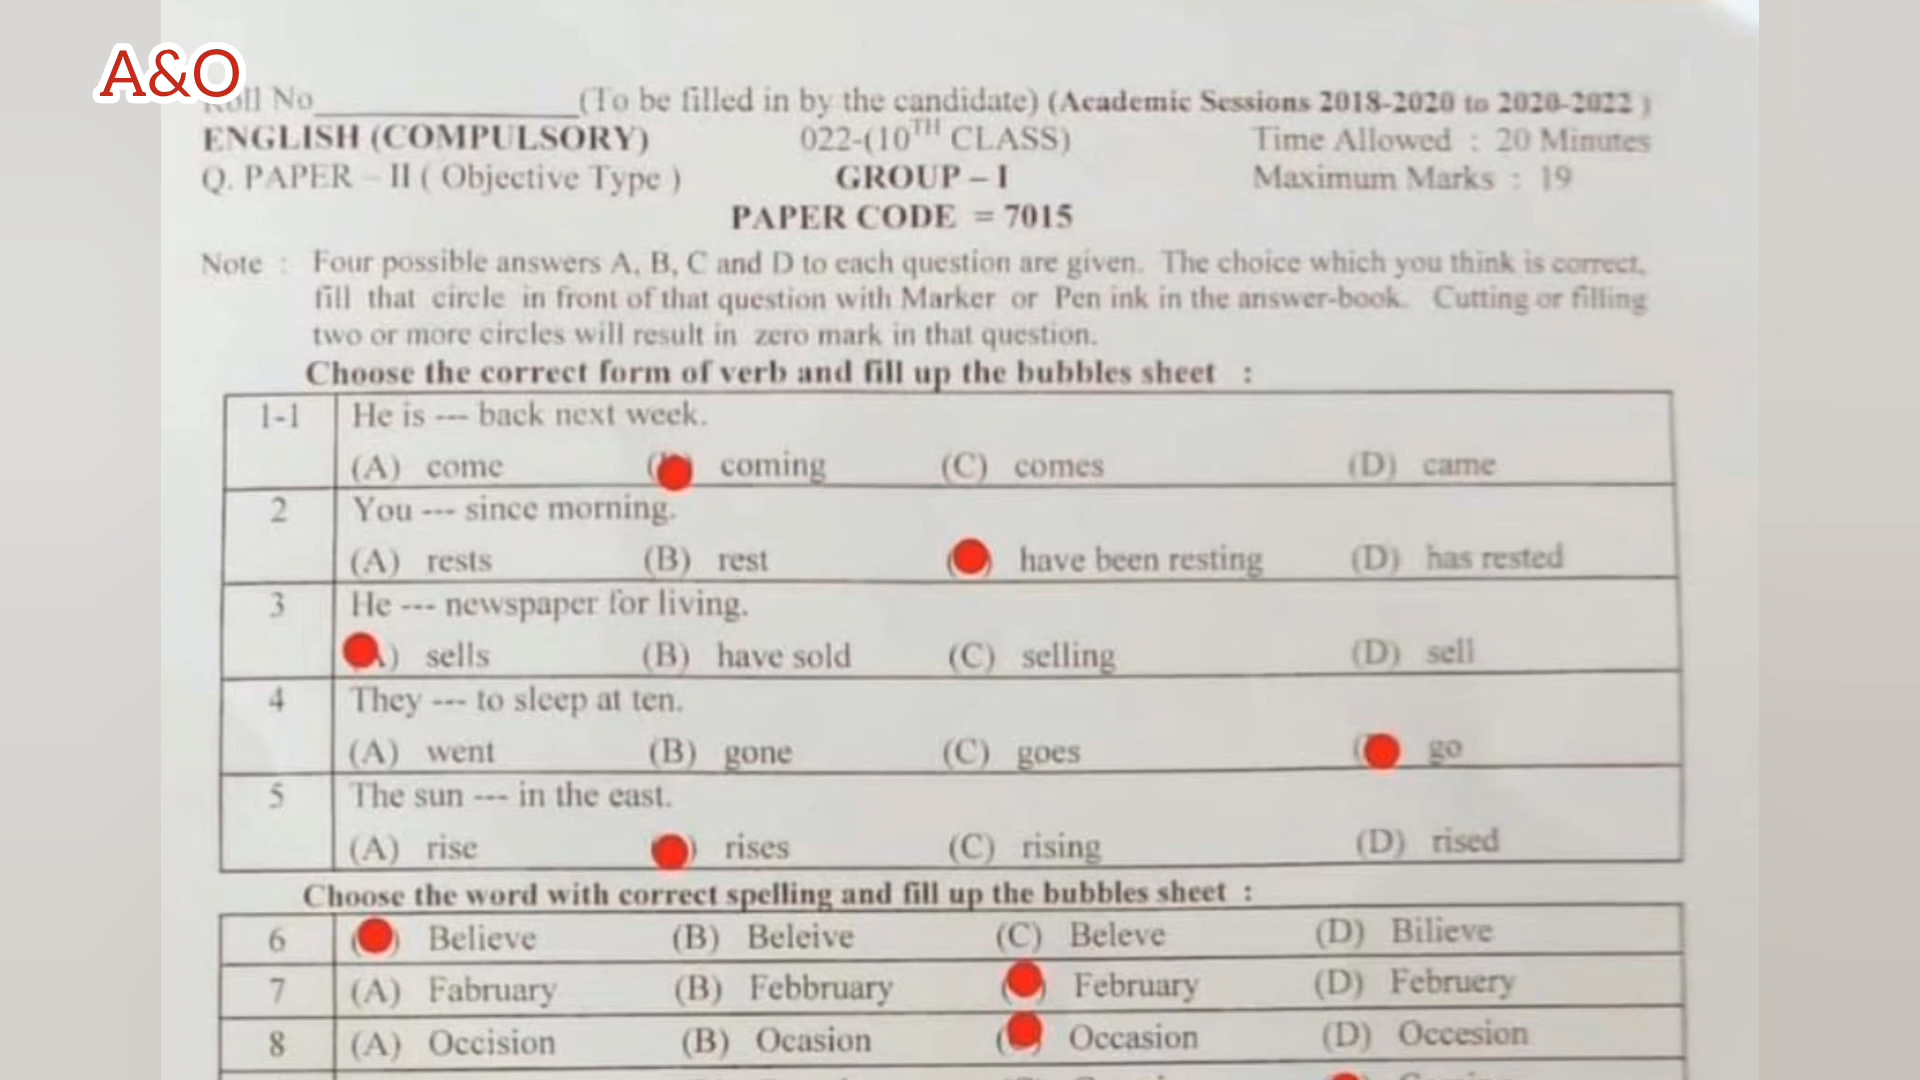 A&O
Roll No____________(To be filled in by the candidate) (Academic Sessions 2018-2020 to 2020-2022 )
ENGLISH (COMPULSORY) 022-(10TH CLASS) Time Allowed : 20 Minutes
Q. PAPER – II ( Objective Type ) GROUP – I Maximum Marks : 19
PAPER CODE = 7015
Note : Four possible answers A, B, C and D to each question are given. The choice which you think is correct,
fill that circle in front of that question with Marker or Pen ink in the answer-book. Cutting or filling
two or more circles will result in zero mark in that question.
Choose the correct form of verb and fill up the bubbles sheet :
1-1 He is --- back next week.
(A) come coming (C) comes (D) came
2 You --- since morning.
(A) rests (B) rest have been resting (D) has rested
3 He --- newspaper for living.
sells (B) have sold (C) selling (D) sell
4 They --- to sleep at ten.
(A) went (B) gone (C) goes go
5 The sun --- in the east.
(A) rise rises (C) rising (D) rised
Choose the word with correct spelling and fill up the bubbles sheet :
6 Believe (B) Beleive (C) Beleve (D) Bilieve
7 (A) Fabruary (B) Febbruary February (D) Februery
8 (A) Occision (B) Ocasion Occasion (D) Occesion